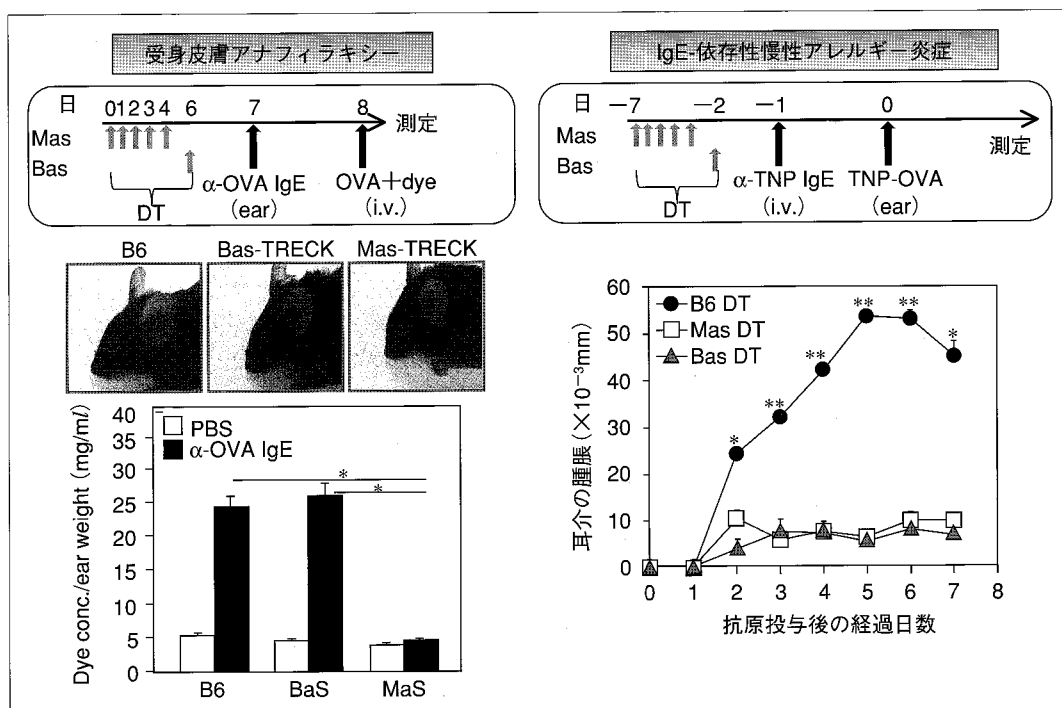 受身皮膚アナフィラキシー
日 0 1 2 3 4 6 7 8
測定
Mas
Bas
DT
α-OVA IgE
(ear)
OVA+dye
(i.v.)
B6 Bas-TRECK Mas-TRECK
Dye conc./ear weight (mg/ml)
40
35
30
25
20
15
10
5
0
PBS
α-OVA IgE
*
*
B6 BaS MaS
IgE-依存性慢性アレルギー炎症
日 -7 -2 -1 0
測定
Mas
Bas
DT
α-TNP IgE
(i.v.)
TNP-OVA
(ear)
耳介の腫脹(×10⁻³mm)
60
50
40
30
20
10
0
B6 DT
Mas DT
Bas DT
* ** ** ** ** *
0 1 2 3 4 5 6 7 8
抗原投与後の経過日数